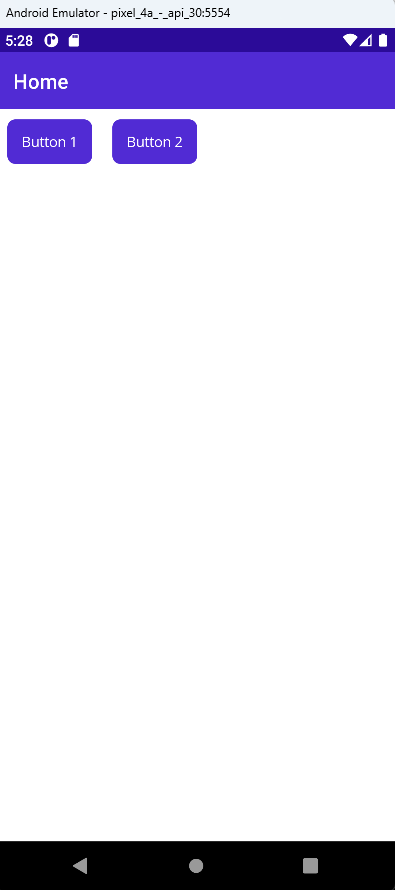 Android Emulator - pixel_4a_-_api_30:5554
5:28
Home
Button 1 Button 2